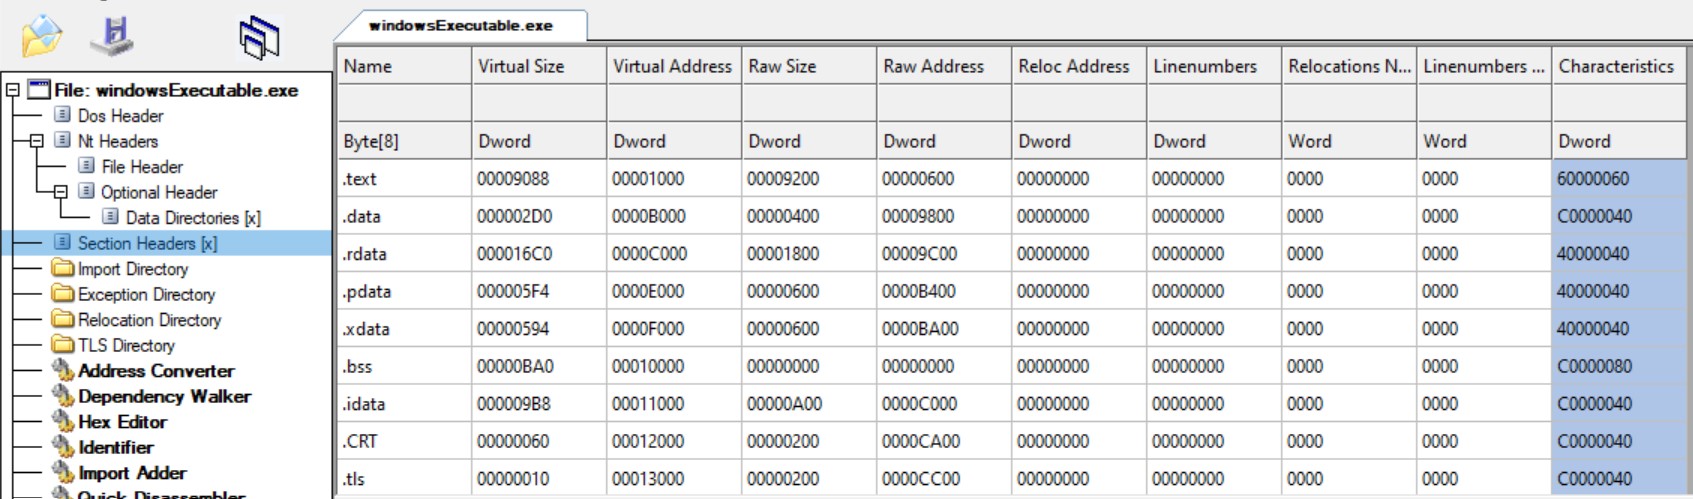 windowsExecutable.exe
File: windowsExecutable.exe
Dos Header
Nt Headers
File Header
Optional Header
Data Directories [x]
Section Headers [x]
Import Directory
Exception Directory
Relocation Directory
TLS Directory
Address Converter
Dependency Walker
Hex Editor
Identifier
Import Adder
Quick Disassembler
Name Virtual Size Virtual Address Raw Size Raw Address Reloc Address Linenumbers Relocations N... Linenumbers ... Characteristics
Byte[8] Dword Dword Dword Dword Dword Dword Word Word Dword
.text 00009088 00001000 00009200 00000600 00000000 00000000 0000 0000 60000060
.data 000002D0 0000B000 00000400 00009800 00000000 00000000 0000 0000 C0000040
.rdata 000016C0 0000C000 00001800 00009C00 00000000 00000000 0000 0000 40000040
.pdata 000005F4 0000E000 00000600 0000B400 00000000 00000000 0000 0000 40000040
.xdata 00000594 0000F000 00000600 0000BA00 00000000 00000000 0000 0000 40000040
.bss 00000BA0 00010000 00000000 00000000 00000000 00000000 0000 0000 C0000080
.idata 000009B8 00011000 00000A00 0000C000 00000000 00000000 0000 0000 C0000040
.CRT 00000060 00012000 00000200 0000CA00 00000000 00000000 0000 0000 C0000040
.tls 00000010 00013000 00000200 0000CC00 00000000 00000000 0000 0000 C0000040